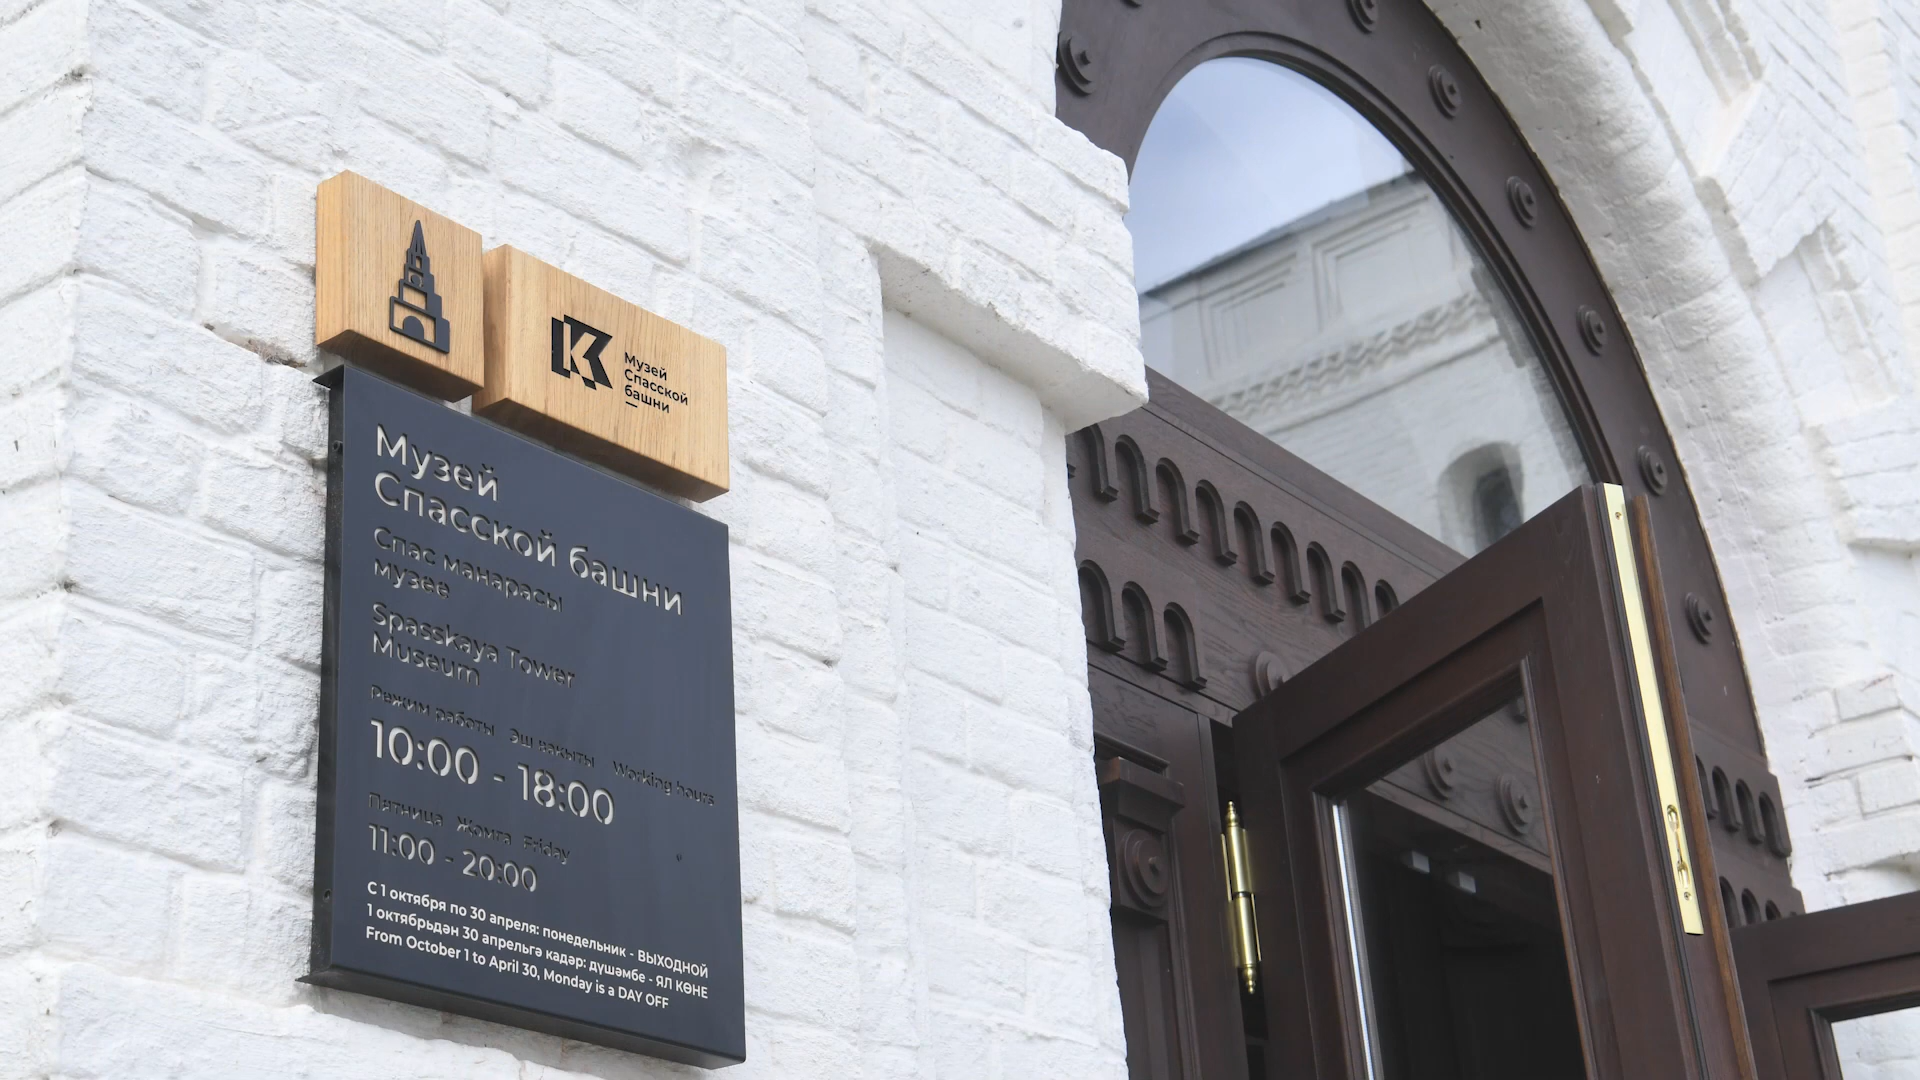 К
Музей
Спасской
башни
Музей
Спасской башни
Спас манарасы
музее
Spasskaya Tower
Museum
Режим работы Эш вакыты Working hours
10:00 - 18:00
Пятница Җомга Friday
11:00 - 20:00
С 1 октября по 30 апреля: понедельник - ВЫХОДНОЙ
1 октябрьдән 30 апрельгә кадәр: дүшәмбе - ЯЛ КӨНЕ
From October 1 to April 30, Monday is a DAY OFF